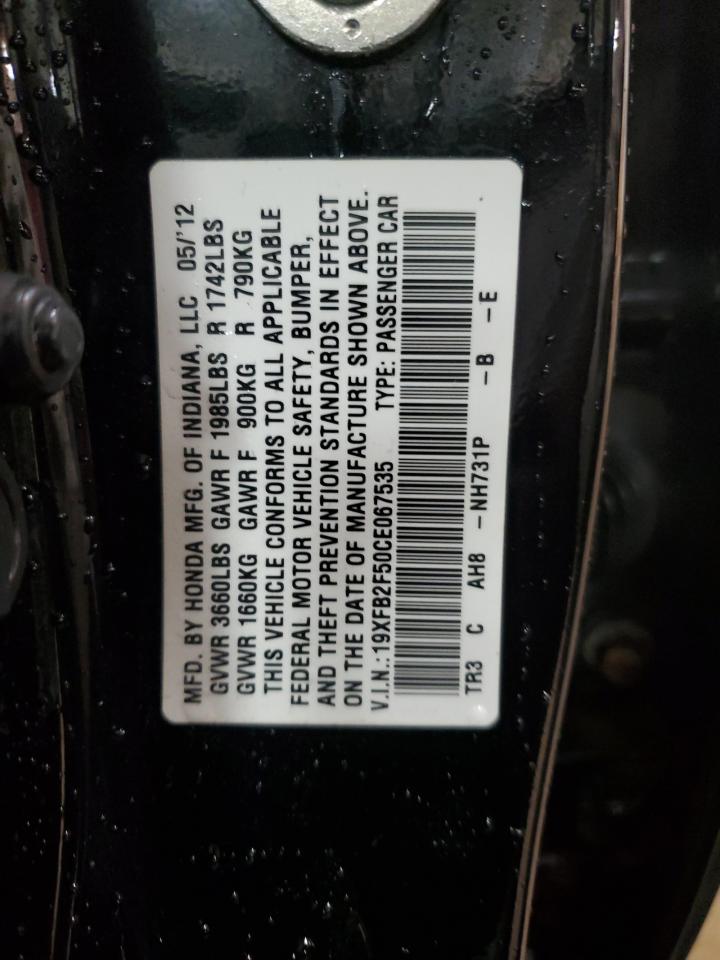 MFD. BY HONDA MFG. OF INDIANA, LLC 05/'12
GVWR 3660LBS GAWR F 1985LBS R 1742LBS
GVWR 1660KG GAWR F 900KG R 790KG
THIS VEHICLE CONFORMS TO ALL APPLICABLE
FEDERAL MOTOR VEHICLE SAFETY, BUMPER,
AND THEFT PREVENTION STANDARDS IN EFFECT
ON THE DATE OF MANUFACTURE SHOWN ABOVE.
V.I.N.:19XFB2F50CE067535 TYPE: PASSENGER CAR
TR3 C AH8 -NH731P -B -E